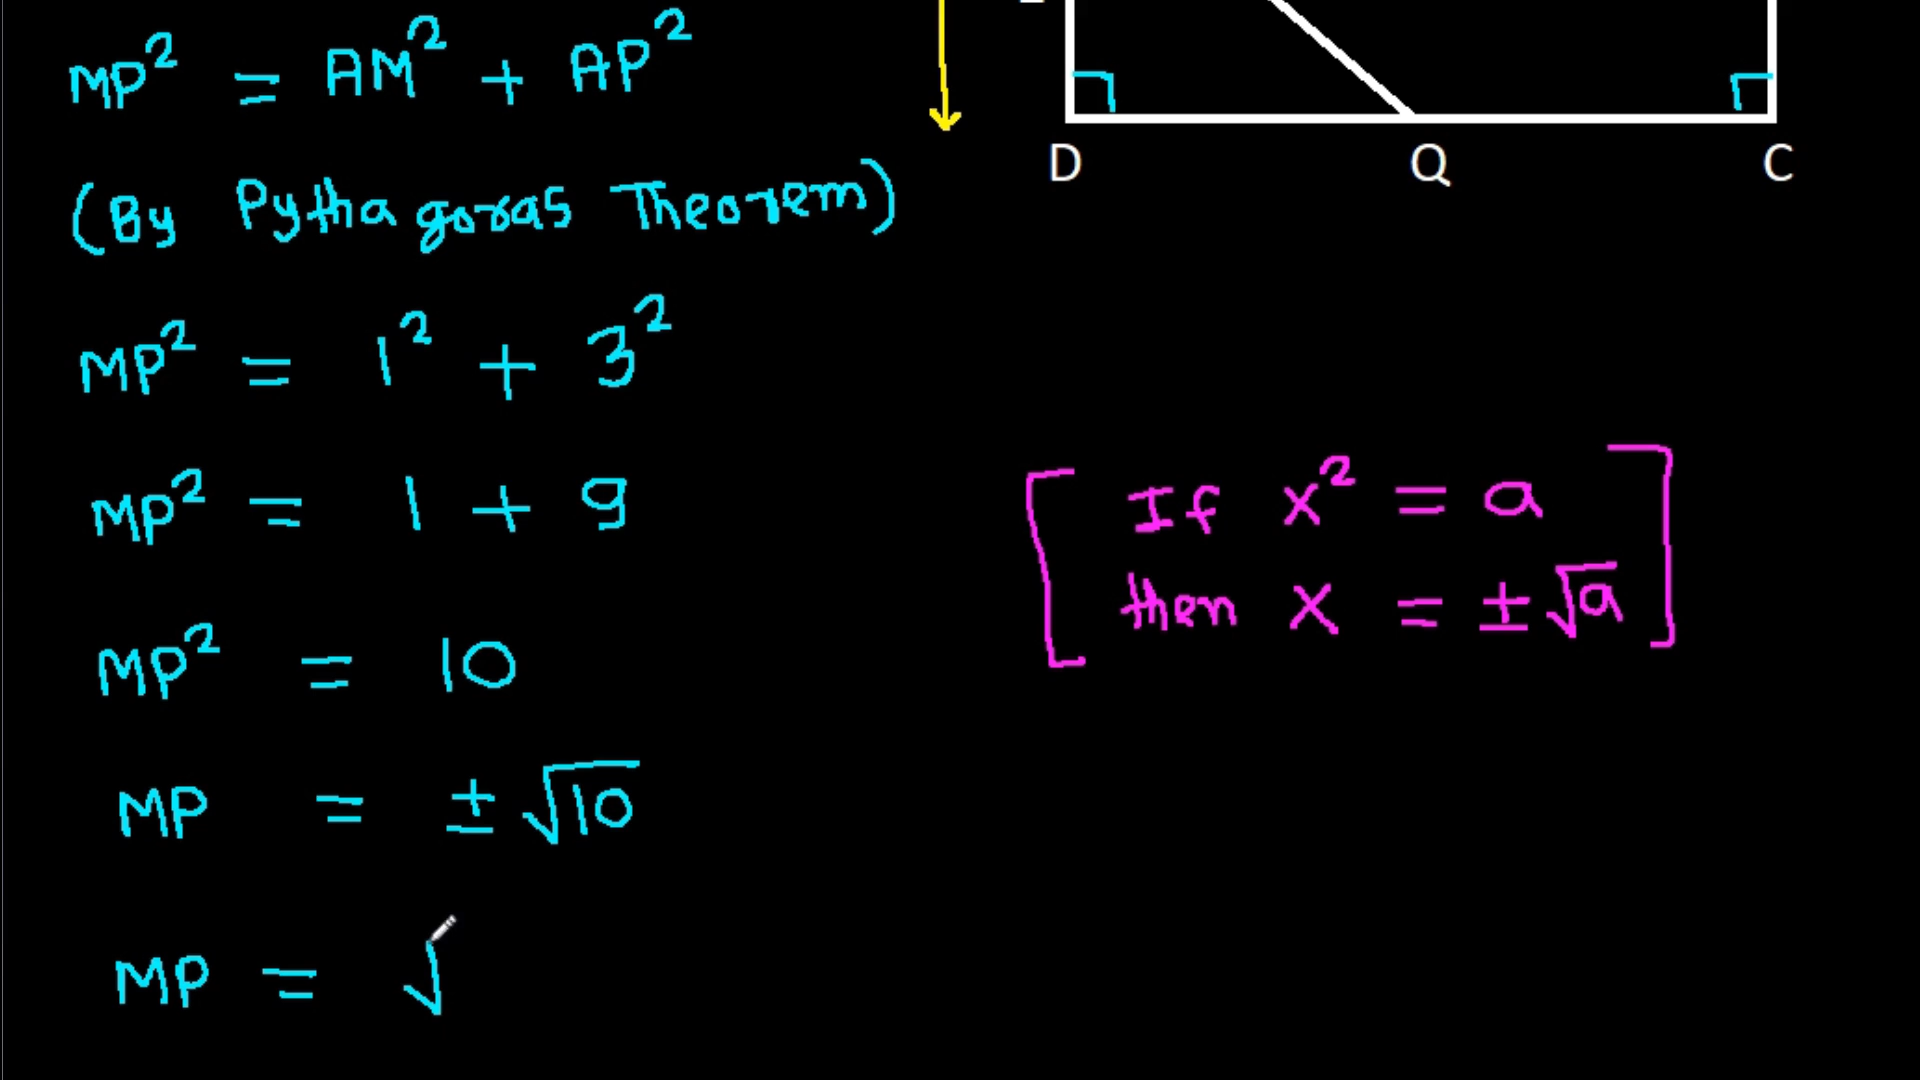 MP² = AM² + AP²
(By Pythagoras Theorem)
MP² = 1² + 3²
MP² = 1 + 9
MP² = 10
MP = ± √10
MP = √
D Q C
[If x² = a
then x = ± √a]